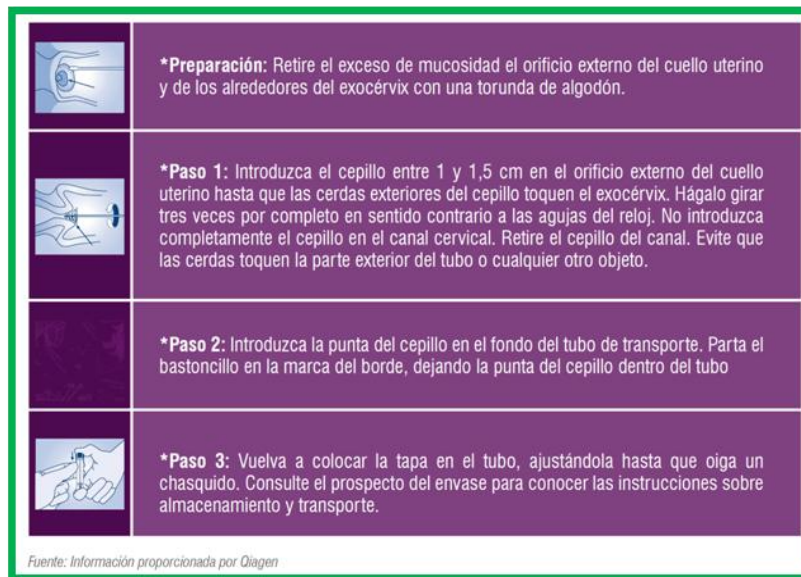 *Preparación: Retire el exceso de mucosidad el orificio externo del cuello uterino
y de los alrededores del exocérvix con una torunda de algodón.
*Paso 1: Introduzca el cepillo entre 1 y 1,5 cm en el orificio externo del cuello
uterino hasta que las cerdas exteriores del cepillo toquen el exocérvix. Hágalo girar
tres veces por completo en sentido contrario a las agujas del reloj. No introduzca
completamente el cepillo en el canal cervical. Retire el cepillo del canal. Evite que
las cerdas toquen la parte exterior del tubo o cualquier otro objeto.
*Paso 2: Introduzca la punta del cepillo en el fondo del tubo de transporte. Parta el
bastoncillo en la marca del borde, dejando la punta del cepillo dentro del tubo
*Paso 3: Vuelva a colocar la tapa en el tubo, ajustándola hasta que oiga un
chasquido. Consulte el prospecto del envase para conocer las instrucciones sobre
almacenamiento y transporte.
Fuente: Información proporcionada por Qiagen